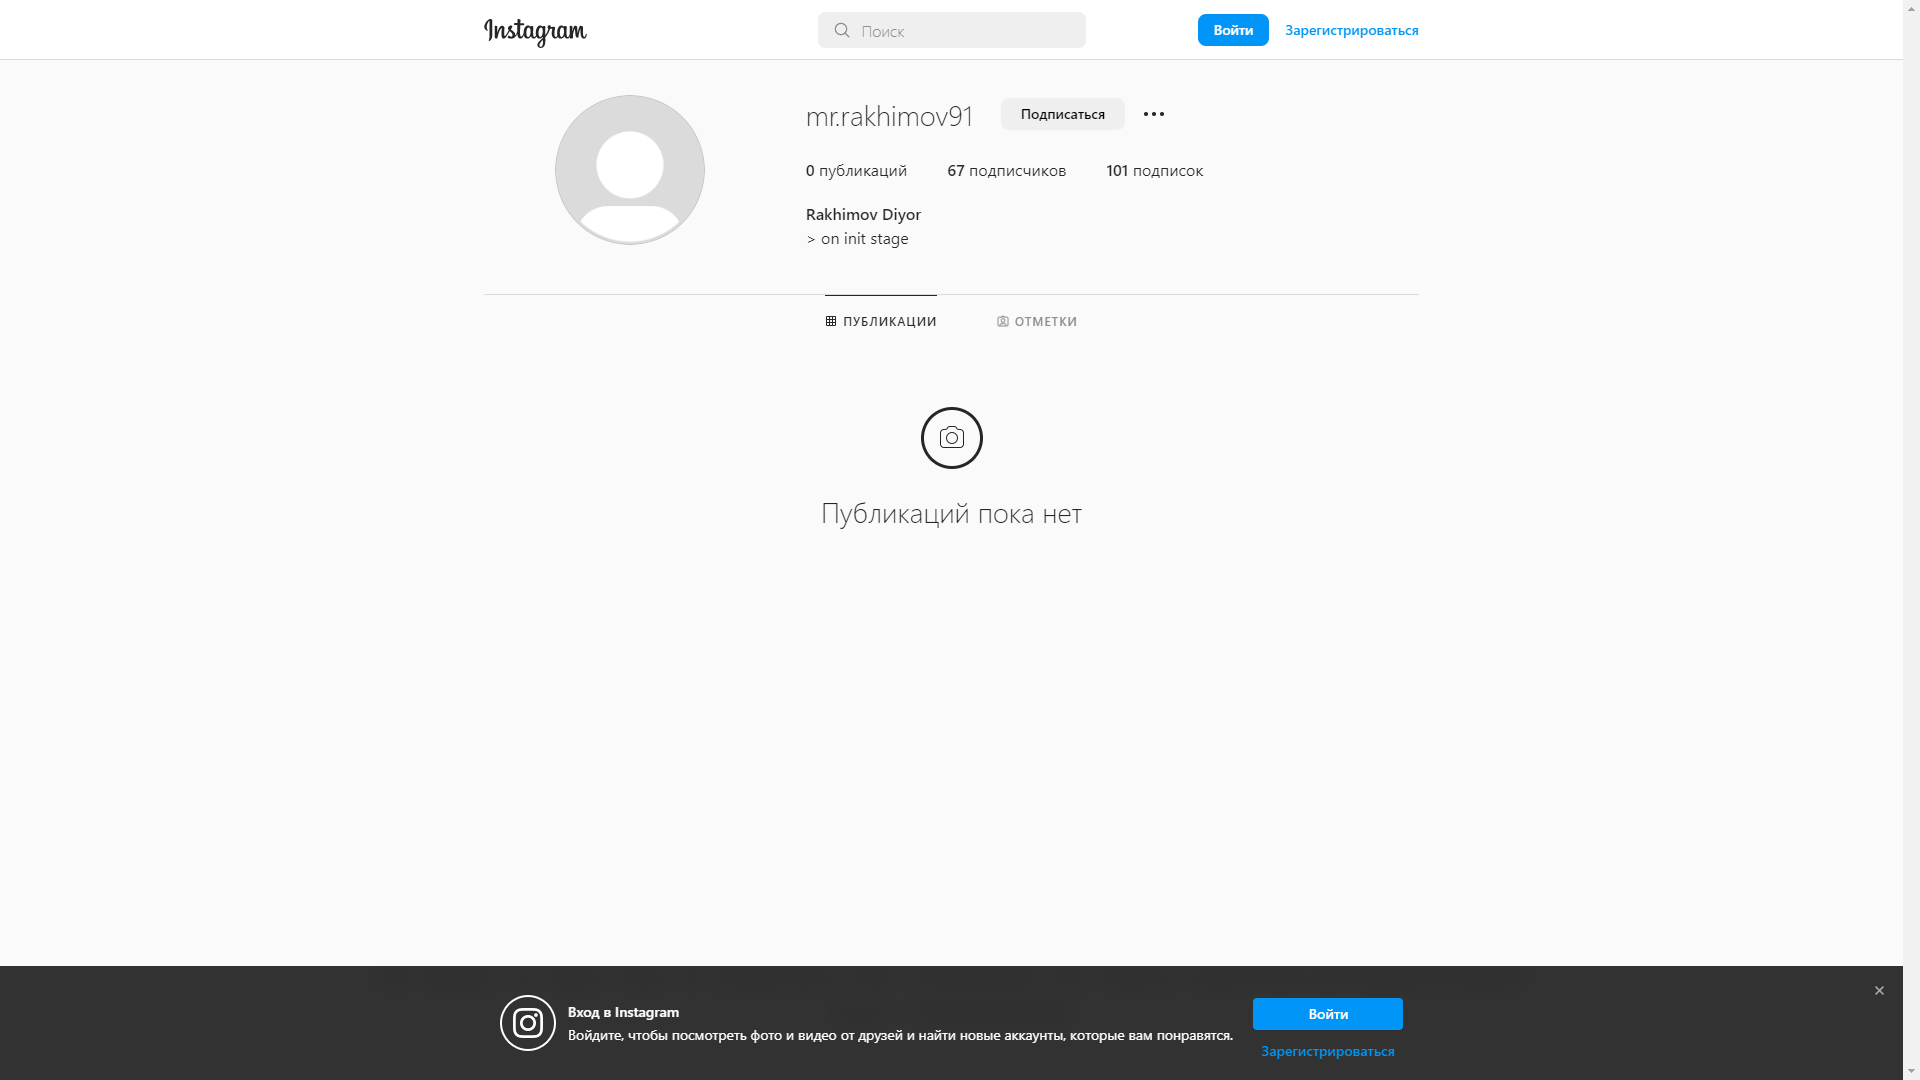 Instagram
Поиск
Войти
Зарегистрироваться
mr.rakhimov91
Подписаться
0 публикаций 67 подписчиков 101 подписок
Rakhimov Diyor
> on init stage
ПУБЛИКАЦИИ
ОТМЕТКИ
Публикаций пока нет
Вход в Instagram
Войдите, чтобы посмотреть фото и видео от друзей и найти новые аккаунты, которые вам понравятся.
Войти
Зарегистрироваться